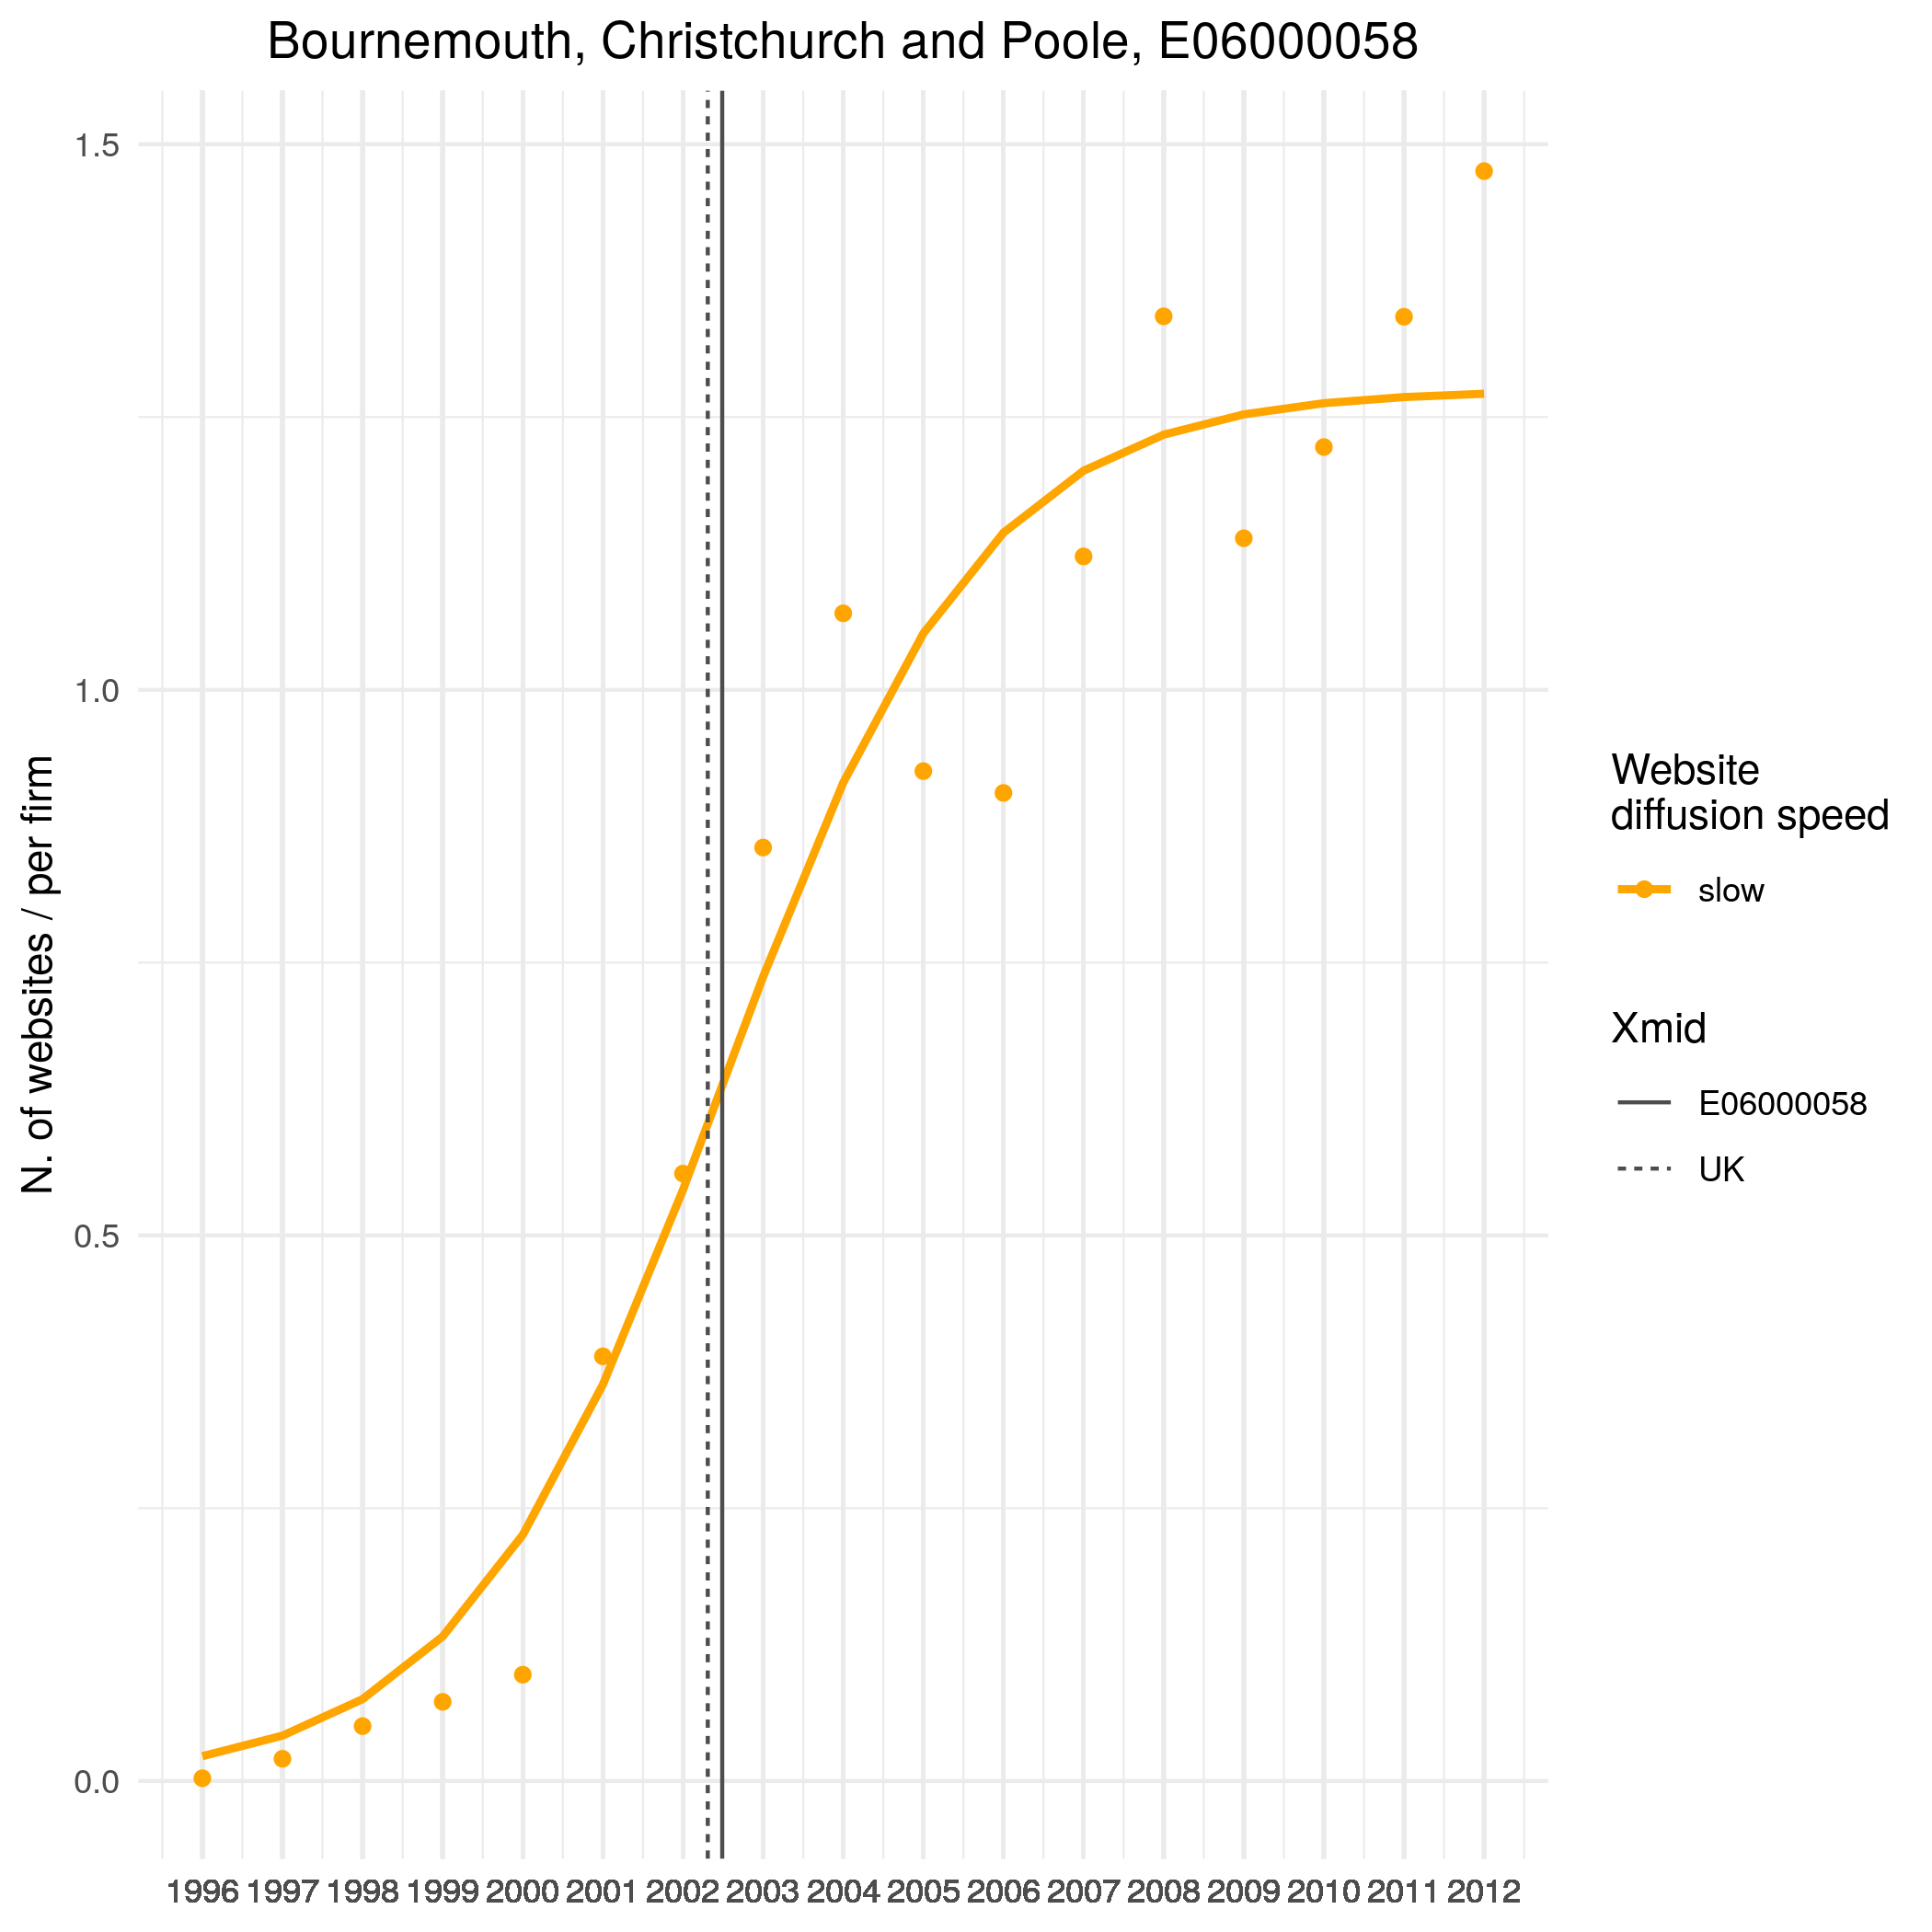 Bournemouth, Christchurch and Poole, E06000058
N. of websites / per firm
1.5
1.0
0.5
0.0
1996 1997 1998 1999 2000 2001 2002 2003 2004 2005 2006 2007 2008 2009 2010 2011 2012
Website
diffusion speed
slow
Xmid
E06000058
UK